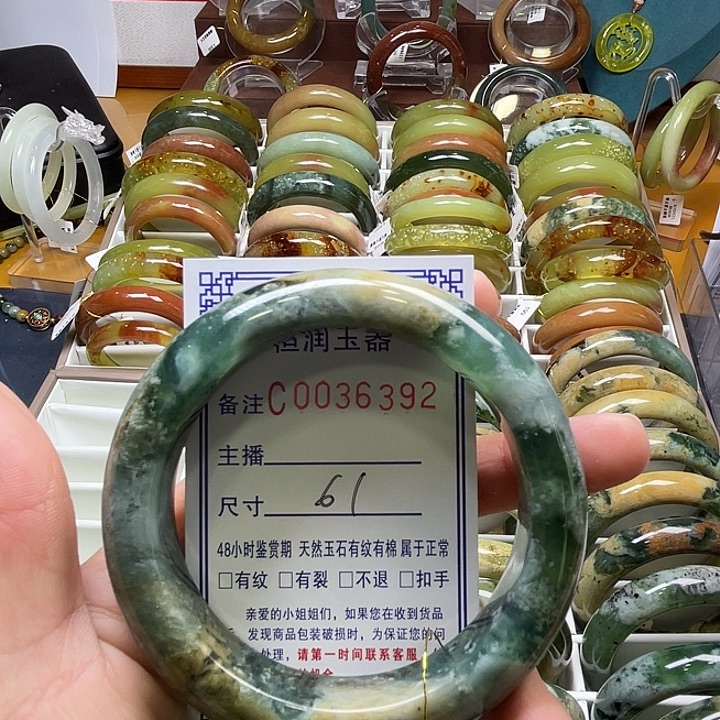 恒润玉器
备注C0036392
主播
尺寸 61
48小时鉴赏期 天然玉石有纹有棉 属于正常
□有纹 □有裂 □不退 □扣手
亲爱的小姐姐们，如果您在收到货品
发现商品包装破损时，为保证您的问
处理，请第一时间联系客服